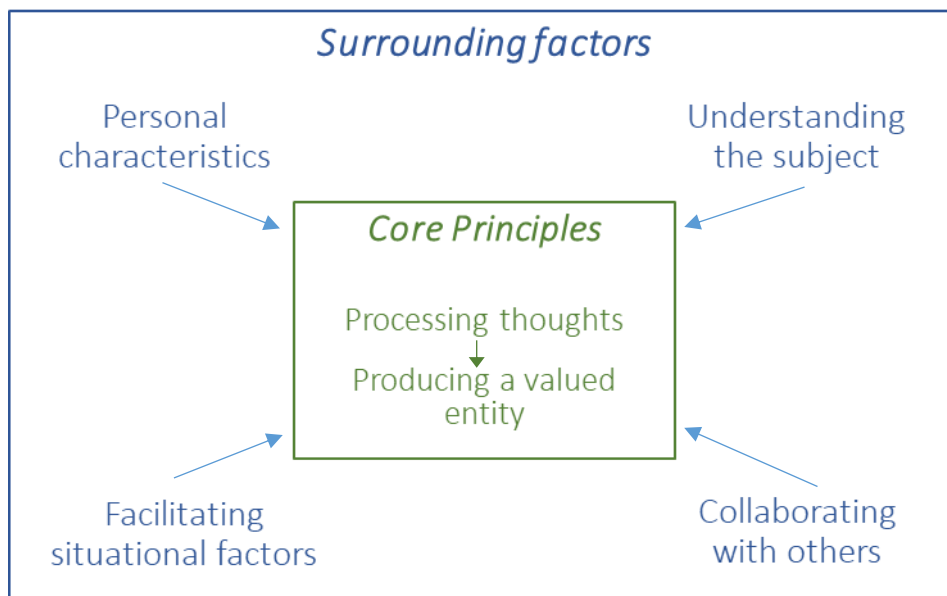 Surrounding factors
Personal
characteristics
Understanding
the subject
Core Principles
Processing thoughts
Producing a valued
entity
Facilitating
situational factors
Collaborating
with others